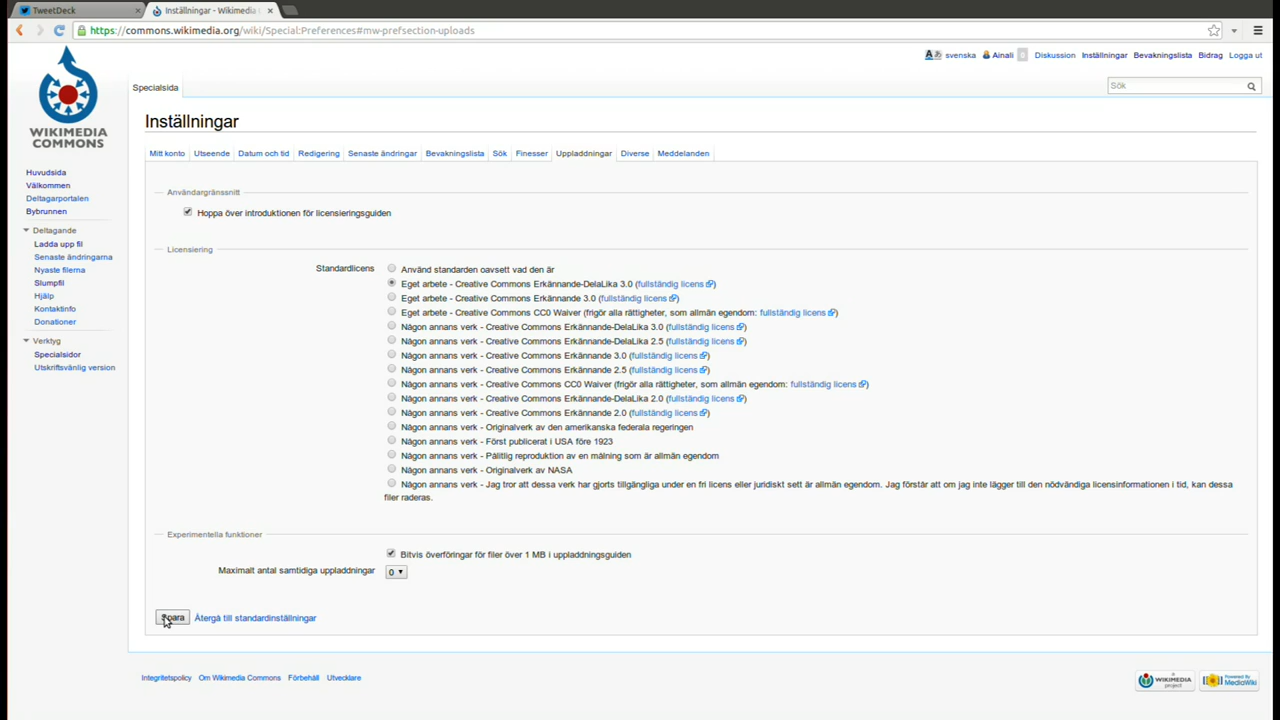 TweetDeck
Inställningar - Wikimedia
https://commons.wikimedia.org/wiki/Special:Preferences#mw-prefsection-uploads
svenska Ainali 0 Diskussion Inställningar Bevakningslista Bidrag Logga ut
Specialsida
Sök
WIKIMEDIA
COMMONS
Inställningar
Mitt konto Utseende Datum och tid Redigering Senaste ändringar Bevakningslista Sök Finesser Uppladdningar Diverse Meddelanden
Huvudsida
Välkommen
Deltagarportalen
Bybrunnen
Deltagande
Ladda upp fil
Senaste ändringarna
Nyaste filerna
Slumpfil
Hjälp
Kontaktinfo
Donationer
Verktyg
Specialsidor
Utskriftsvänlig version
Användargränssnitt
Hoppa över introduktionen för licensieringsguiden
Licensiering
Standardlicens
Använd standarden oavsett vad den är
Eget arbete - Creative Commons Erkännande-DelaLika 3.0 (fullständig licens)
Eget arbete - Creative Commons Erkännande 3.0 (fullständig licens)
Eget arbete - Creative Commons CC0 Waiver (frigör alla rättigheter, som allmän egendom: fullständig licens)
Någon annans verk - Creative Commons Erkännande-DelaLika 3.0 (fullständig licens)
Någon annans verk - Creative Commons Erkännande-DelaLika 2.5 (fullständig licens)
Någon annans verk - Creative Commons Erkännande 3.0 (fullständig licens)
Någon annans verk - Creative Commons Erkännande 2.5 (fullständig licens)
Någon annans verk - Creative Commons CC0 Waiver (frigör alla rättigheter, som allmän egendom: fullständig licens)
Någon annans verk - Creative Commons Erkännande-DelaLika 2.0 (fullständig licens)
Någon annans verk - Creative Commons Erkännande 2.0 (fullständig licens)
Någon annans verk - Originalverk av den amerikanska federala regeringen
Någon annans verk - Först publicerat i USA före 1923
Någon annans verk - Pålitlig reproduktion av en målning som är allmän egendom
Någon annans verk - Originalverk av NASA
Någon annans verk - Jag tror att dessa verk har gjorts tillgängliga under en fri licens eller juridiskt sett är allmän egendom. Jag förstår att om jag inte lägger till den nödvändiga licensinformationen i tid, kan dessa
filer raderas.
Experimentella funktioner
Bitvis överföringar för filer över 1 MB i uppladdningsguiden
Maximalt antal samtidiga uppladdningar 0
Spara Återgå till standardinställningar
Integritetspolicy Om Wikimedia Commons Förbehåll Utvecklare
A
WIKIMEDIA
project
Powered By
MediaWiki